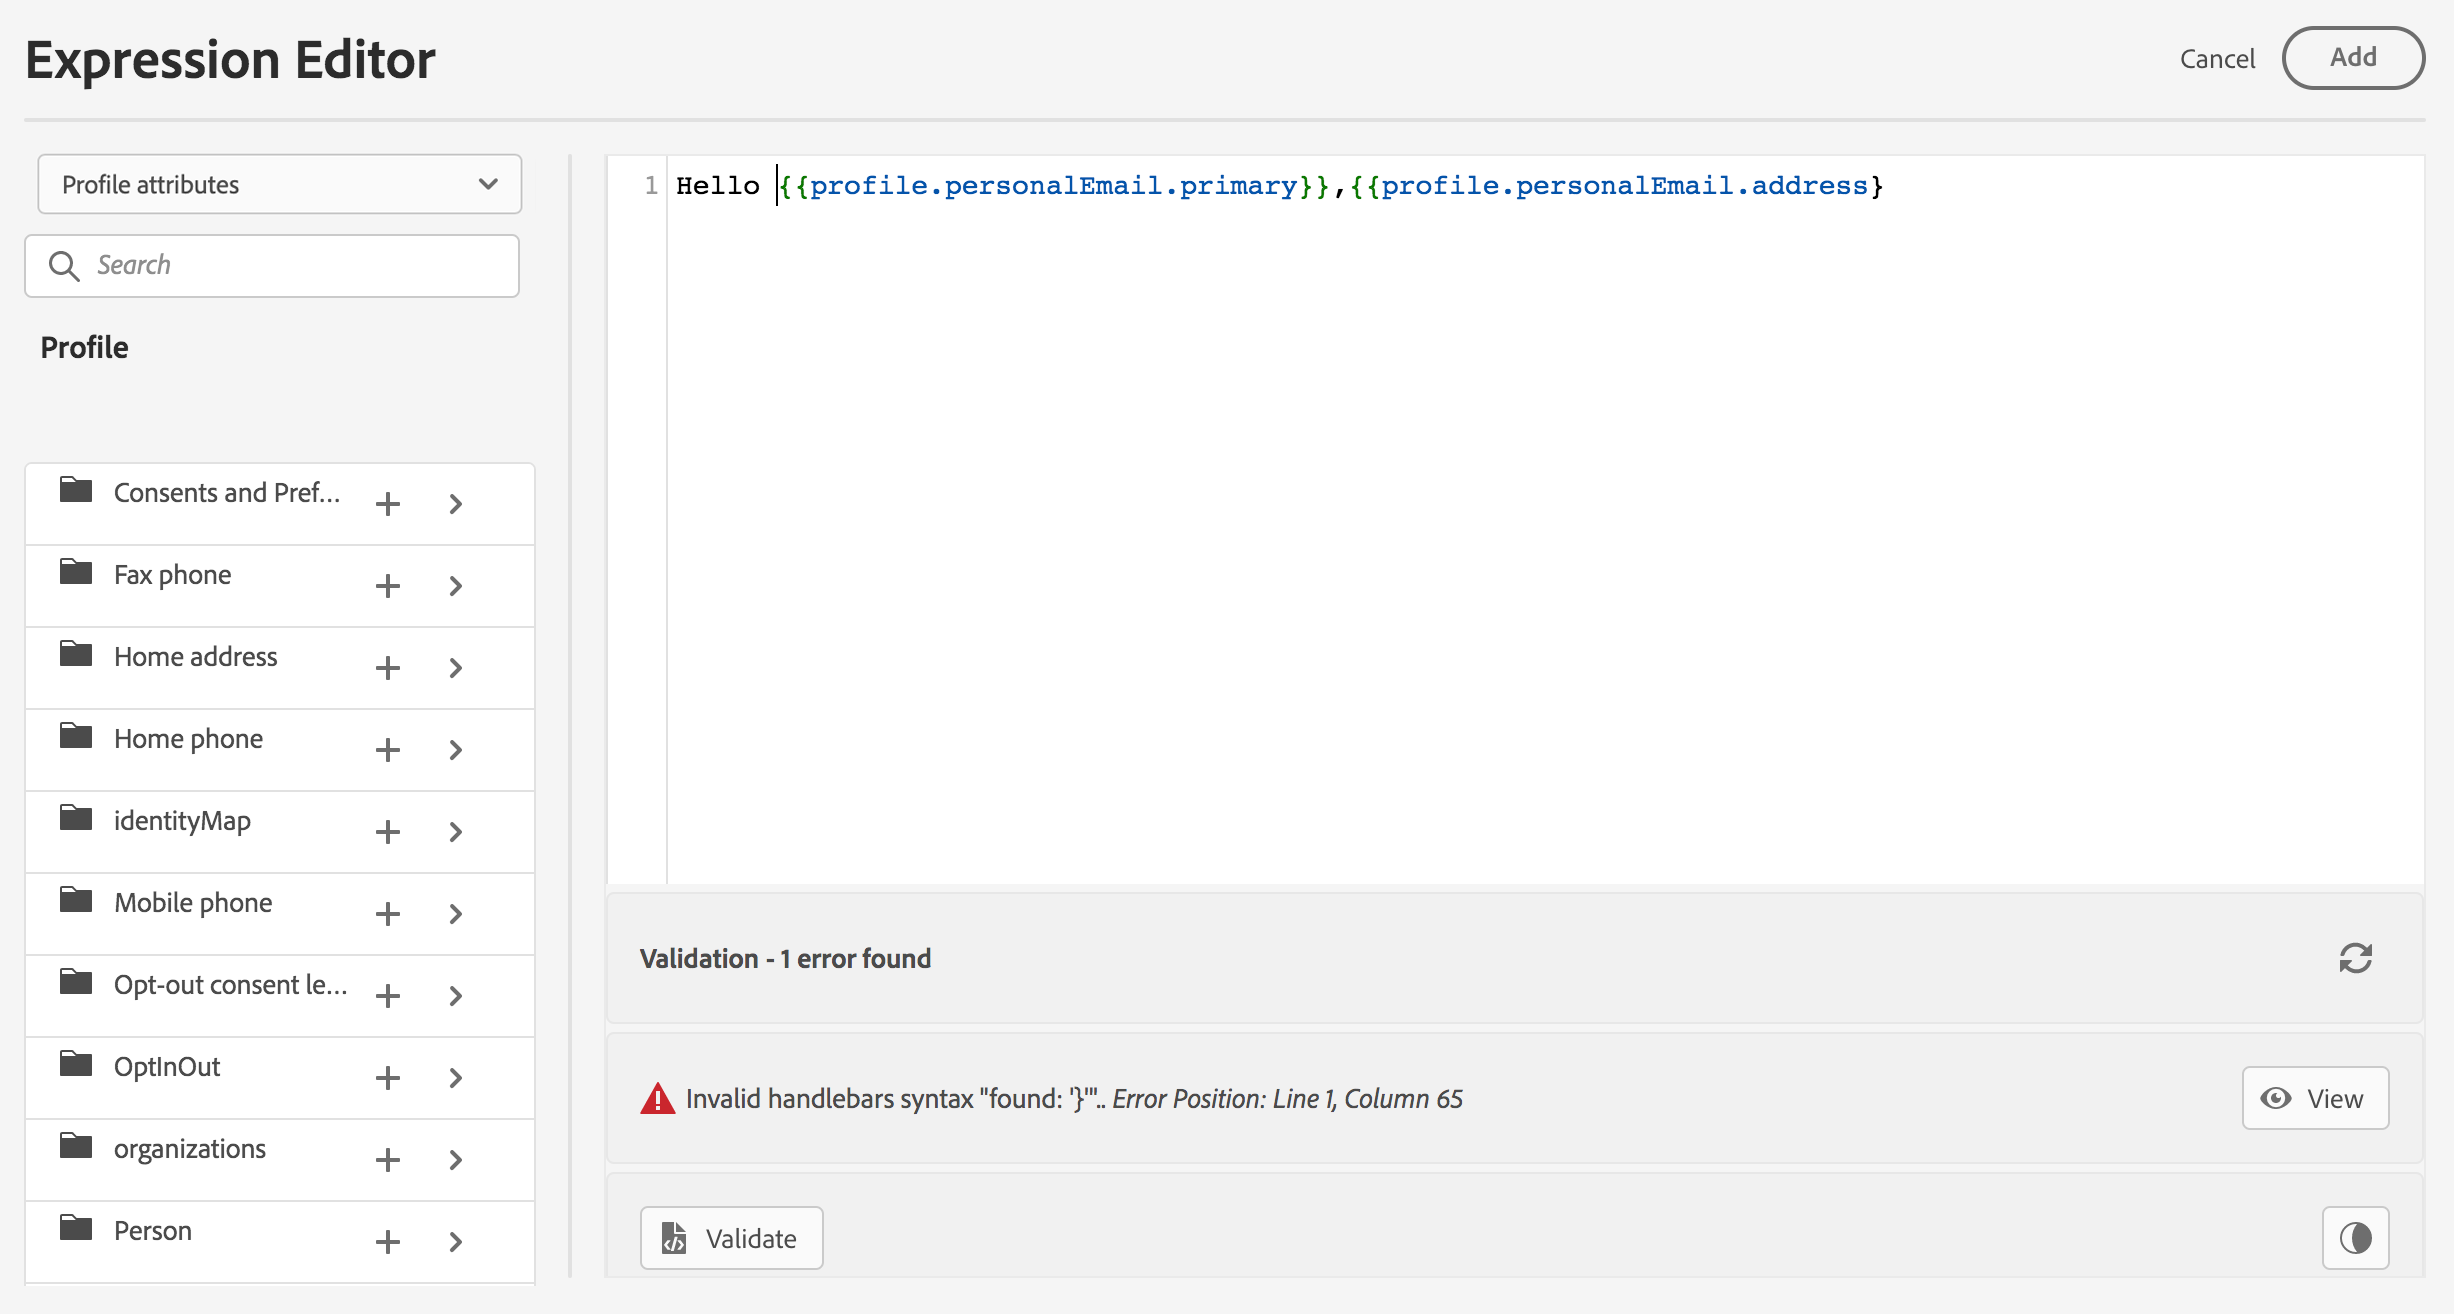 Expression Editor
Cancel
Add
Profile attributes
Search
Profile
Consents and Pref...
Fax phone
Home address
Home phone
identityMap
Mobile phone
Opt-out consent le...
OptInOut
organizations
Person
1 Hello {{profile.personalEmail.primary}},{{profile.personalEmail.address}
Validation - 1 error found
Invalid handlebars syntax "found: '}'".. Error Position: Line 1, Column 65
View
Validate